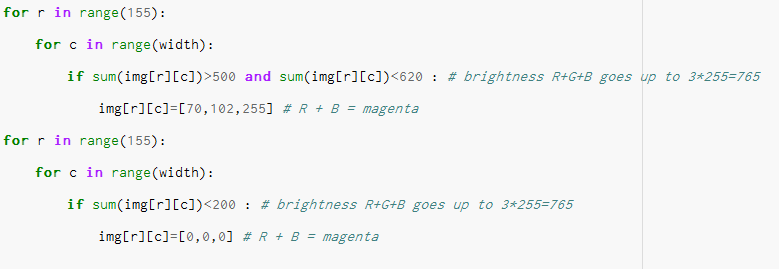 for r in range(155):
for c in range(width):
if sum(img[r][c])>500 and sum(img[r][c])<620 : # brightness R+G+B goes up to 3*255=765
img[r][c]=[70,102,255] # R + B = magenta
for r in range(155):
for c in range(width):
if sum(img[r][c])<200 : # brightness R+G+B goes up to 3*255=765
img[r][c]=[0,0,0] # R + B = magenta